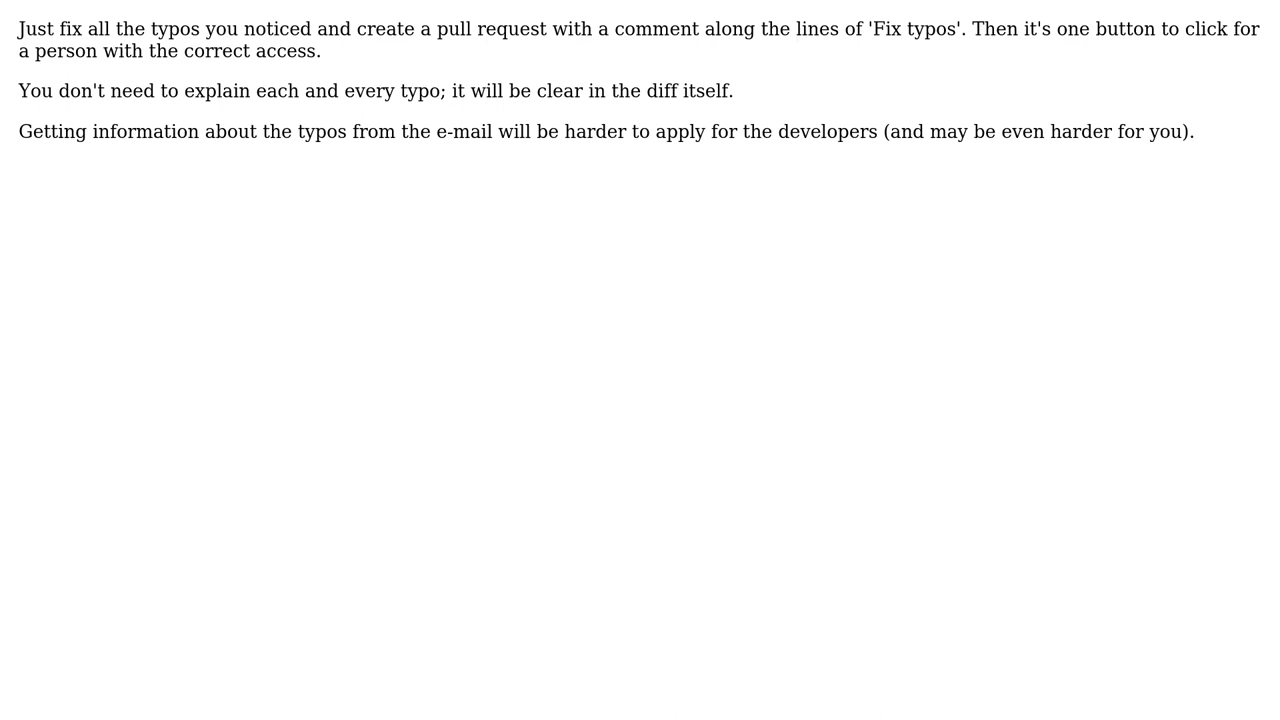 Just fix all the typos you noticed and create a pull request with a comment along the lines of 'Fix typos'. Then it's one button to click for
a person with the correct access.
You don't need to explain each and every typo; it will be clear in the diff itself.
Getting information about the typos from the e-mail will be harder to apply for the developers (and may be even harder for you).